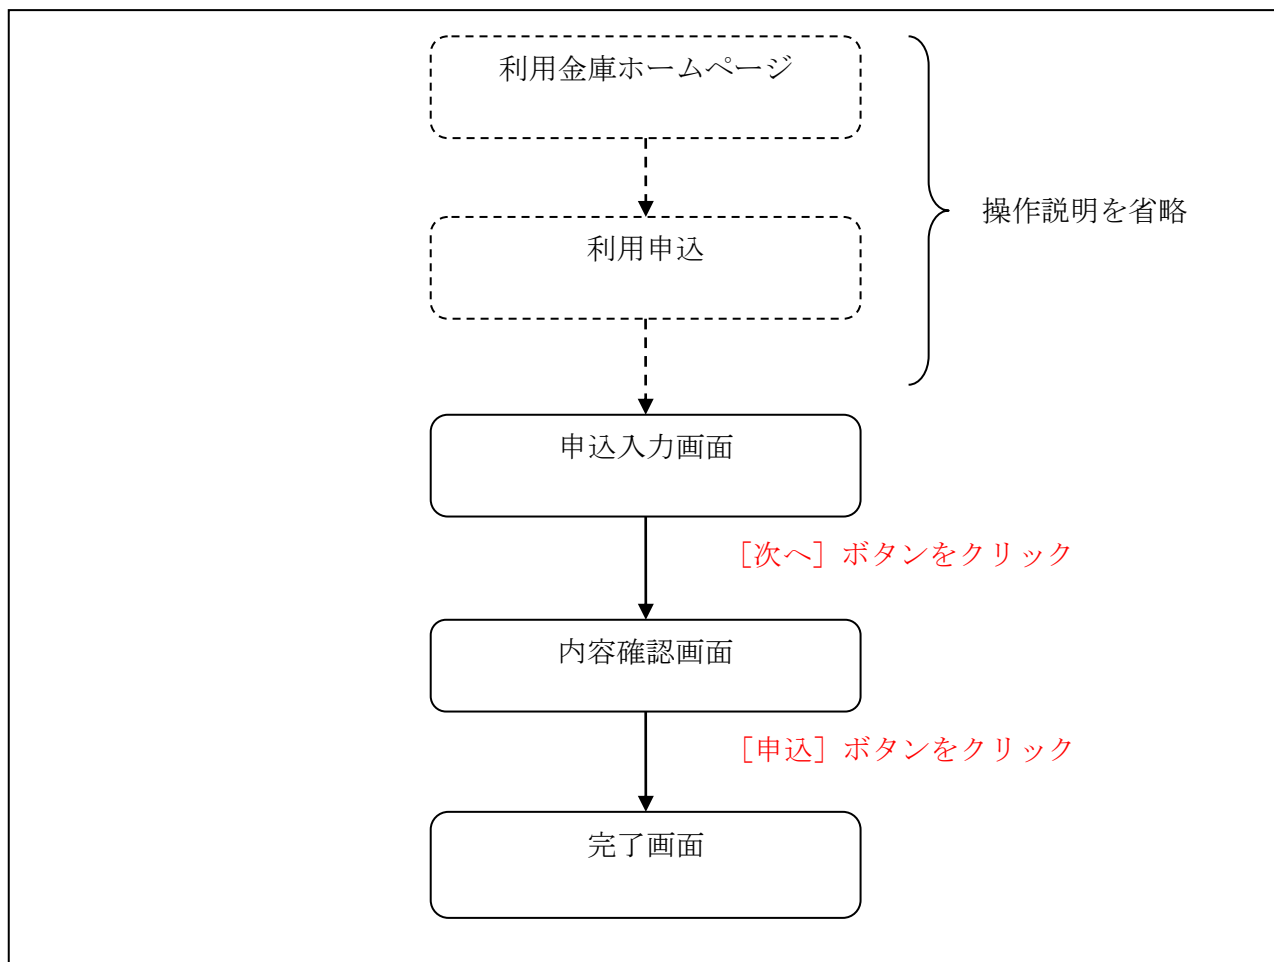 利用金庫ホームページ
操作説明を省略
利用申込
申込入力画面
［次へ］ボタンをクリック
内容確認画面
［申込］ボタンをクリック
完了画面